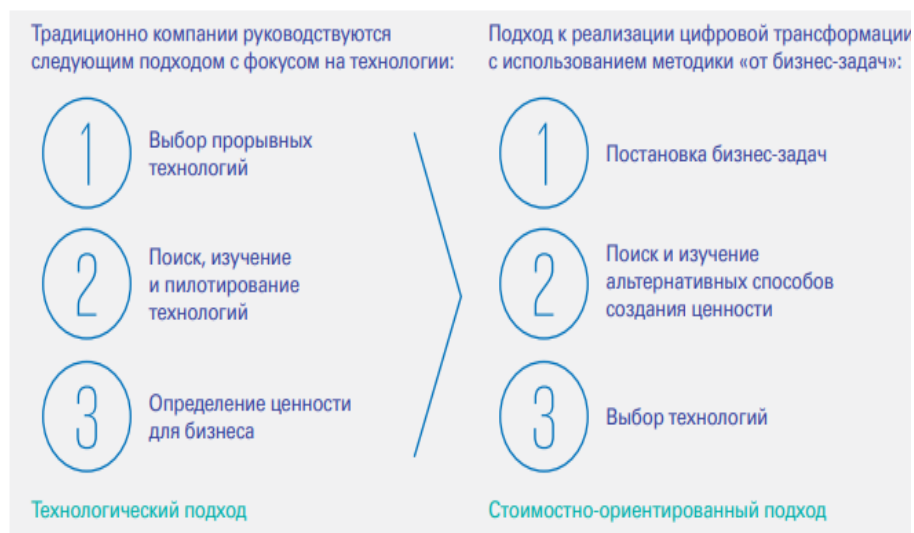 Традиционно компании руководствуются
следующим подходом с фокусом на технологии:
1
Выбор прорывных
технологий
2
Поиск, изучение
и пилотирование
технологий
3
Определение ценности
для бизнеса
Технологический подход
Подход к реализации цифровой трансформации
с использованием методики «от бизнес-задач»:
1
Постановка бизнес-задач
2
Поиск и изучение
альтернативных способов
создания ценности
3
Выбор технологий
Стоимостно-ориентированный подход